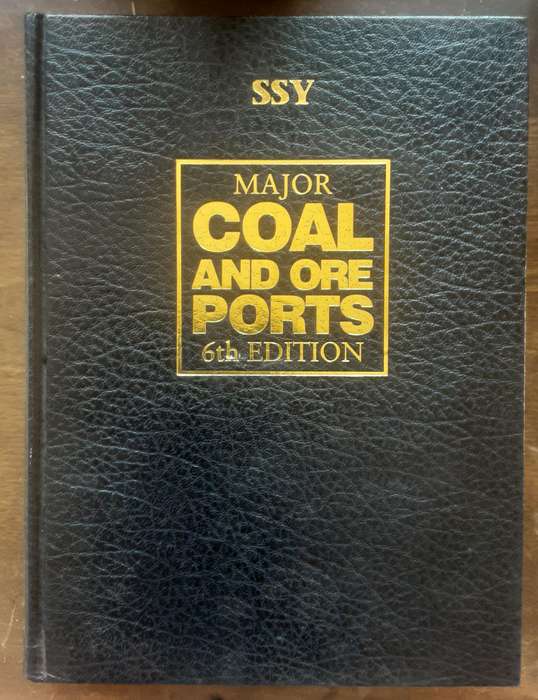 SSY
MAJOR
COAL
AND ORE
PORTS
6th EDITION